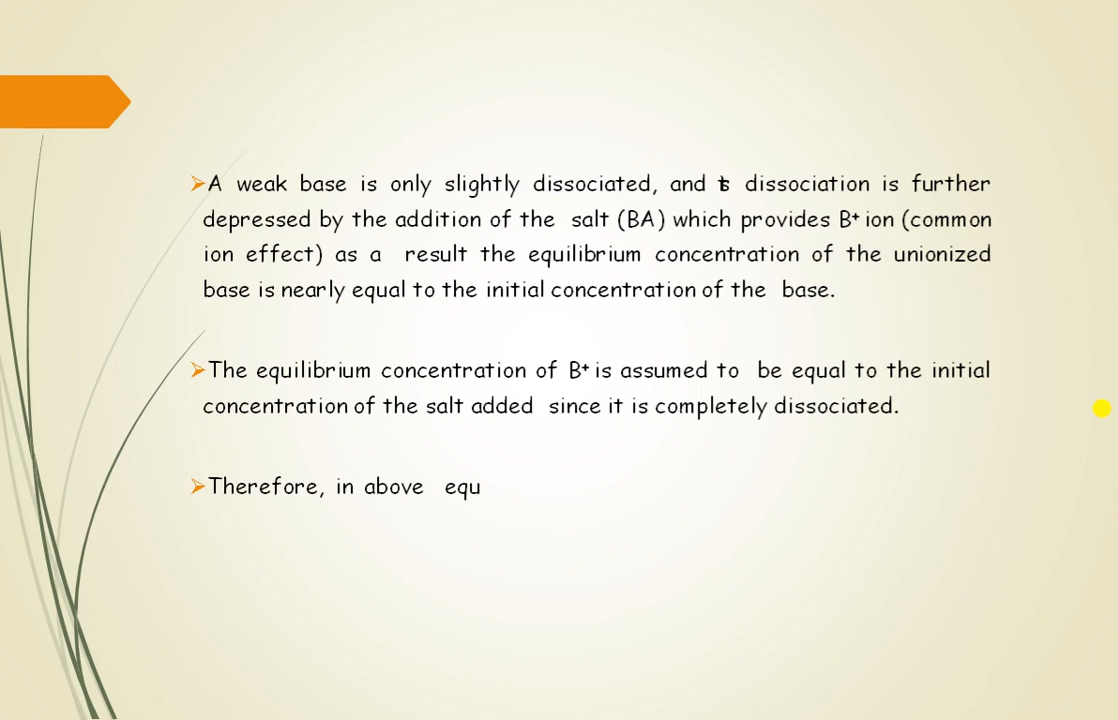 ➢A weak base is only slightly dissociated, and dissociation is further
depressed by the addition of the salt (BA) which provides B⁺ ion (common
ion effect) as a result the equilibrium concentration of the unionized
base is nearly equal to the initial concentration of the base.
➢The equilibrium concentration of B⁺ is assumed to be equal to the initial
concentration of the salt added since it is completely dissociated.
➢Therefore, in above equ